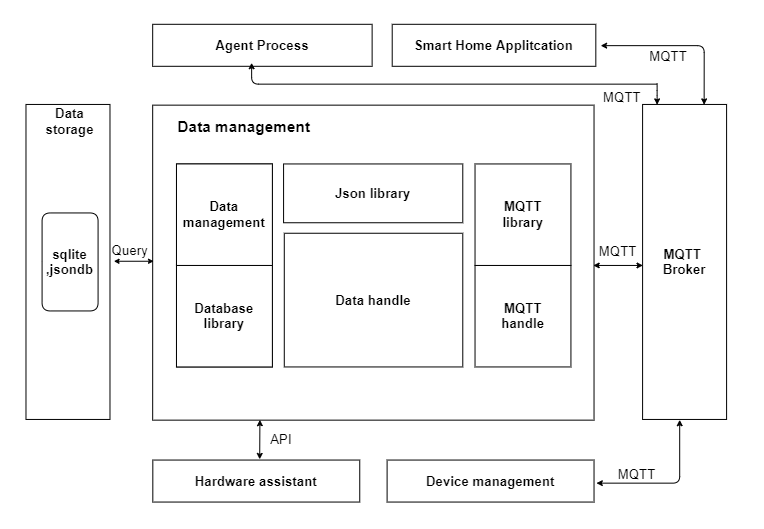 Agent Process
Smart Home Applitcation
MQTT
MQTT
Data
storage
Data management
Data
management
Json library
MQTT
library
sqlite
,jsondb
Query
MQTT
MQTT
Broker
Database
library
Data handle
MQTT
handle
API
Hardware assistant
Device management
MQTT